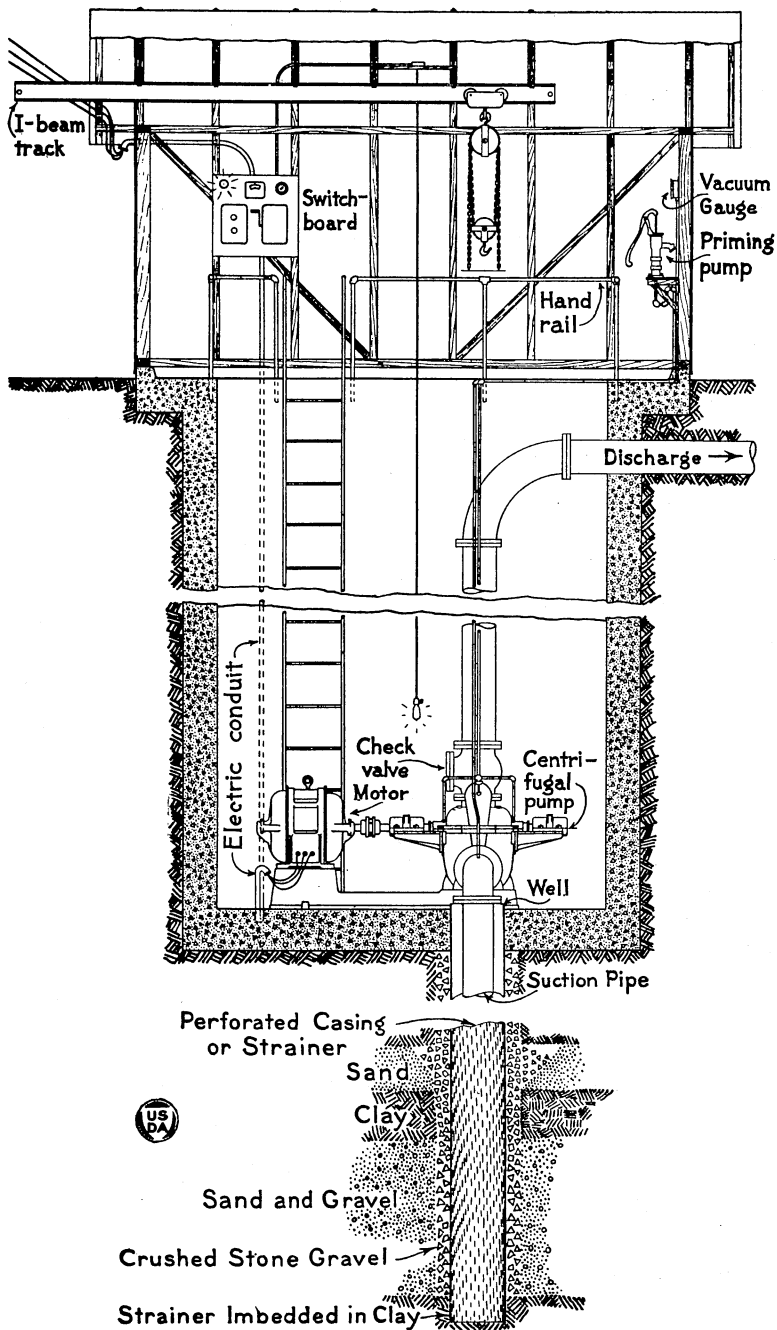 I-beam
track
Switch-
board
Vacuum
Gauge
Priming
pump
Hand
rail
Discharge
Electric conduit
Check
valve
Motor
Centri-
fugal
pump
Well
Suction Pipe
Perforated Casing
or Strainer
Sand
Clay
US
DA
Sand and Gravel
Crushed Stone Gravel
Strainer Imbedded in Clay